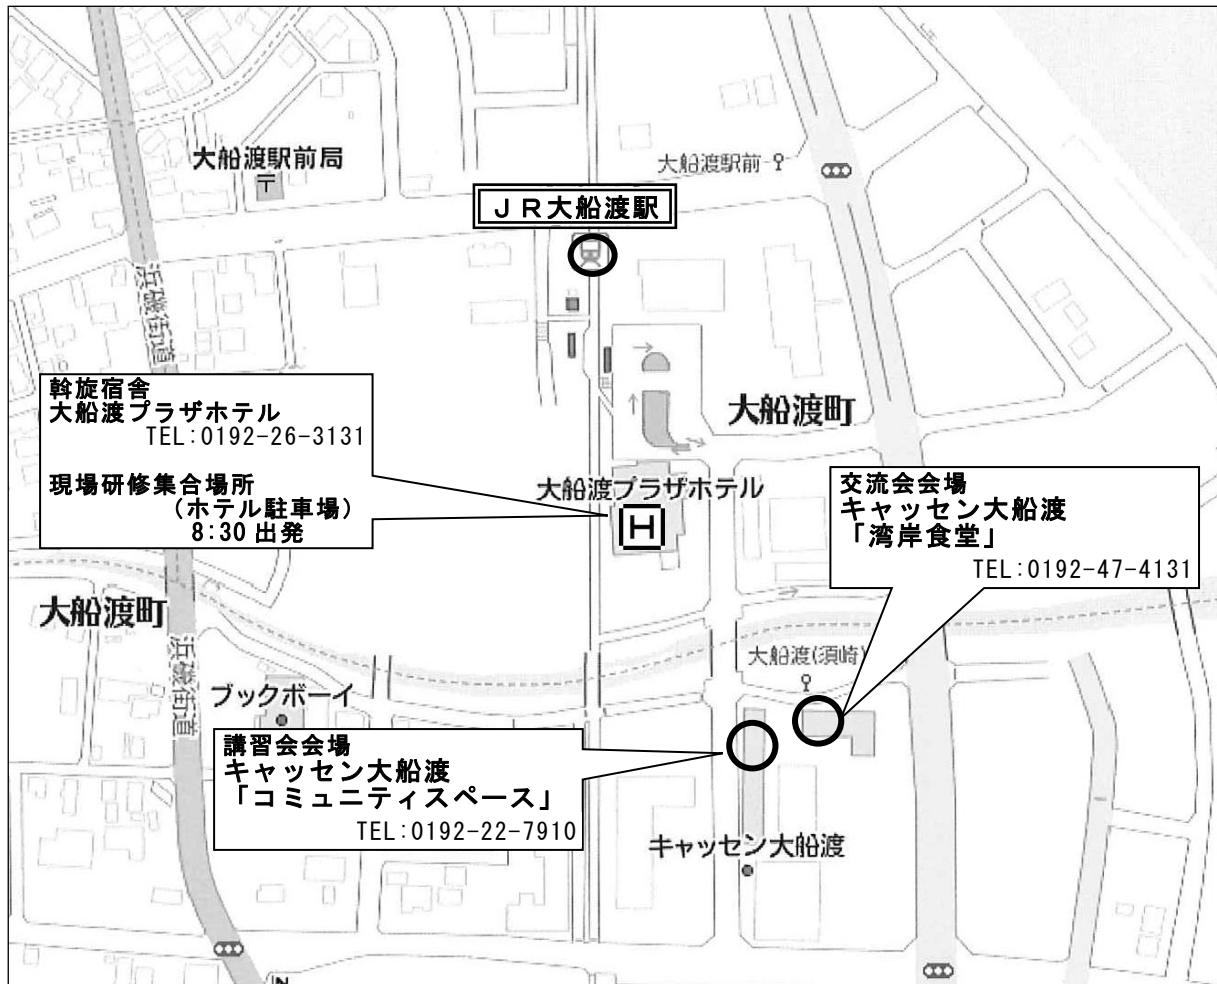 大船渡駅前局
大船渡駅前
ＪＲ大船渡駅
浜磯街道
斡旋宿舎
大船渡プラザホテル
TEL:0192-26-3131
現場研修集合場所
（ホテル駐車場）
8:30 出発
大船渡町
大船渡プラザホテル
H
交流会会場
キャッセン大船渡
「湾岸食堂」
TEL:0192-47-4131
大船渡町
浜磯街道
大船渡(須崎)
ブックボーイ
講習会会場
キャッセン大船渡
「コミュニティスペース」
TEL:0192-22-7910
キャッセン大船渡